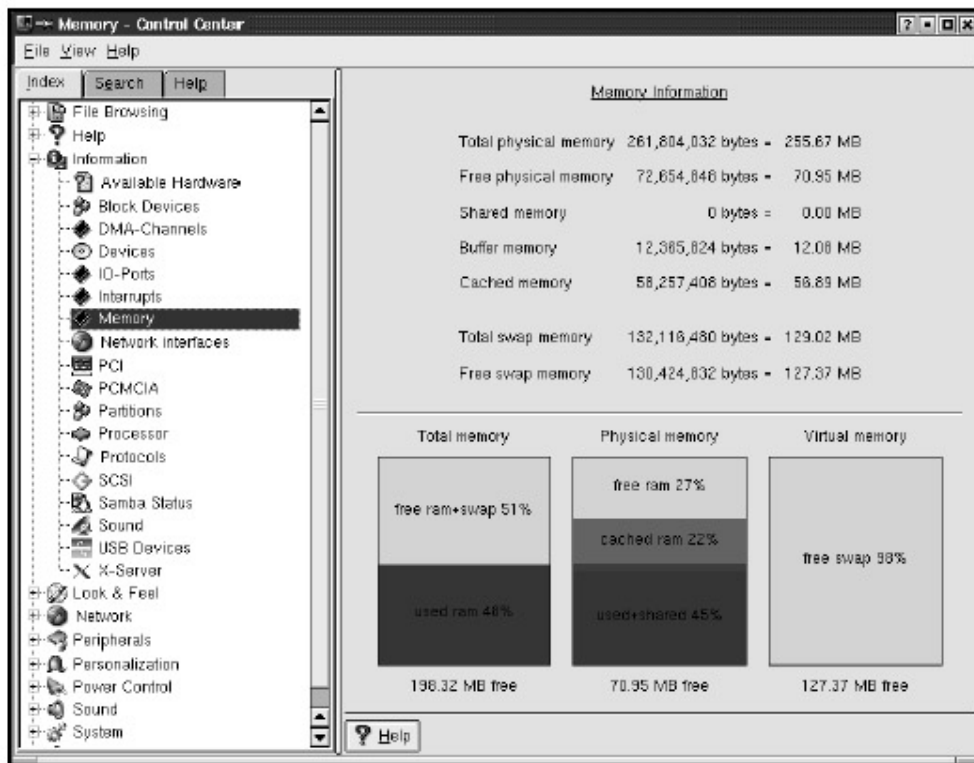 Memory - Control Center
File View Help
Index Search Help
File Browsing
Help
Information
Available Hardware
Block Devices
DMA-Channels
Devices
IO-Ports
Interrupts
Memory
Network Interfaces
PCI
PCMCIA
Partitions
Processor
Protocols
SCSI
Samba Status
Sound
USB Devices
X-Server
Look & Feel
Network
Peripherals
Personalization
Power Control
Sound
System
Memory Information
Total physical memory 261,804,032 bytes = 255.67 MB
Free physical memory 72,654,848 bytes = 70.95 MB
Shared memory 0 bytes = 0.00 MB
Buffer memory 12,365,824 bytes = 12.08 MB
Cached memory 58,257,408 bytes = 56.89 MB
Total swap memory 132,116,480 bytes = 129.02 MB
Free swap memory 130,424,832 bytes = 127.37 MB
Total memory
free ram+swap 51%
used ram 48%
198.32 MB free
Physical memory
free ram 27%
cached ram 22%
used+shared 45%
70.95 MB free
Virtual memory
free swap 98%
127.37 MB free
? Help